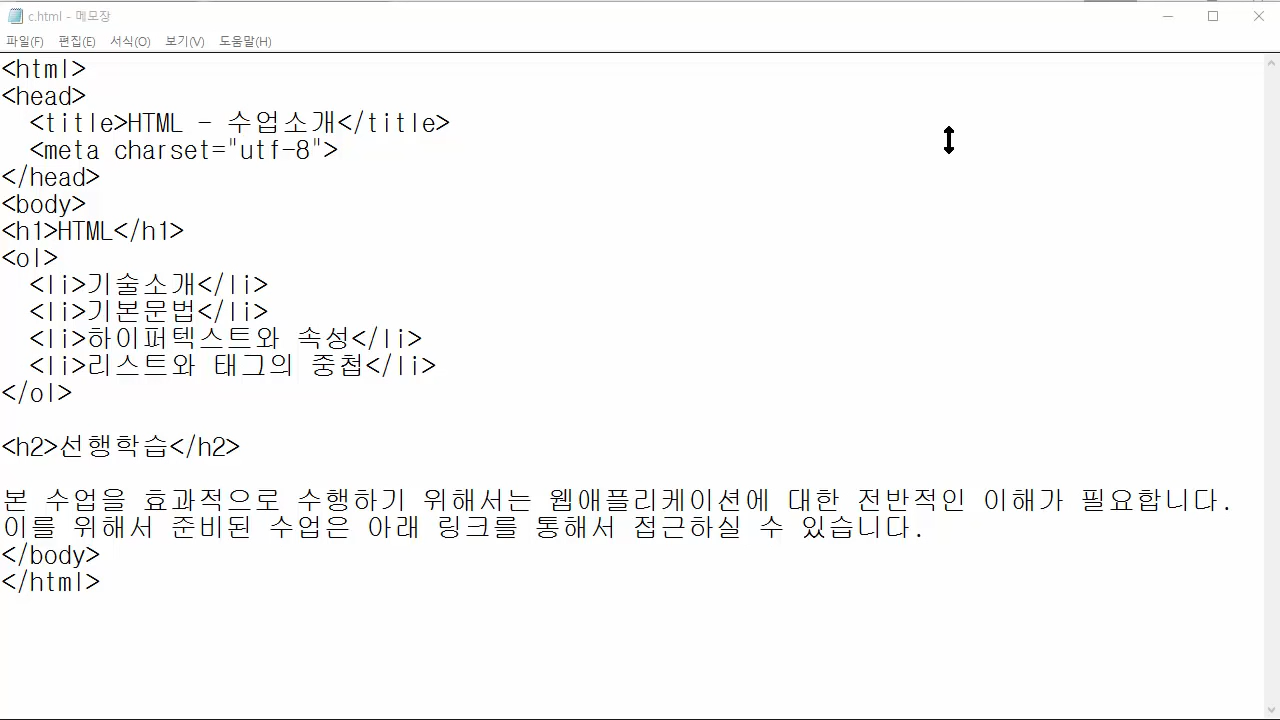 c.html - 메모장
파일(F) 편집(E) 서식(O) 보기(V) 도움말(H)
<html>
<head>
  <title>HTML - 수업소개</title>
  <meta charset="utf-8">
</head>
<body>
<h1>HTML</h1>
<ol>
  <li>기술소개</li>
  <li>기본문법</li>
  <li>하이퍼텍스트와 속성</li>
  <li>리스트와 태그의 중첩</li>
</ol>

<h2>선행학습</h2>

본 수업을 효과적으로 수행하기 위해서는 웹애플리케이션에 대한 전반적인 이해가 필요합니다.
이를 위해서 준비된 수업은 아래 링크를 통해서 접근하실 수 있습니다.
</body>
</html>